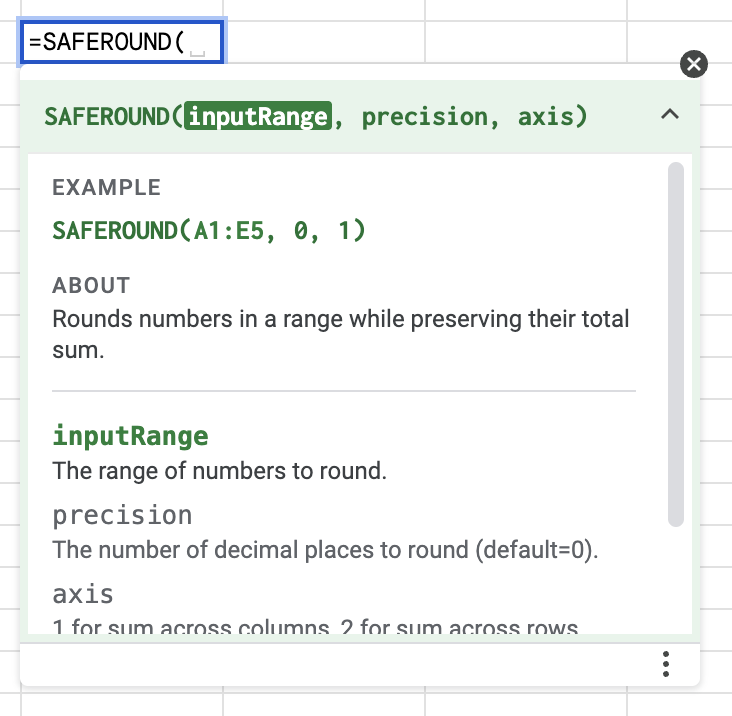 =SAFEROUND(
SAFEROUND(inputRange, precision, axis)
EXAMPLE
SAFEROUND(A1:E5, 0, 1)
ABOUT
Rounds numbers in a range while preserving their total
sum.
inputRange
The range of numbers to round.
precision
The number of decimal places to round (default=0).
axis
1 for sum across columns, 2 for sum across rows